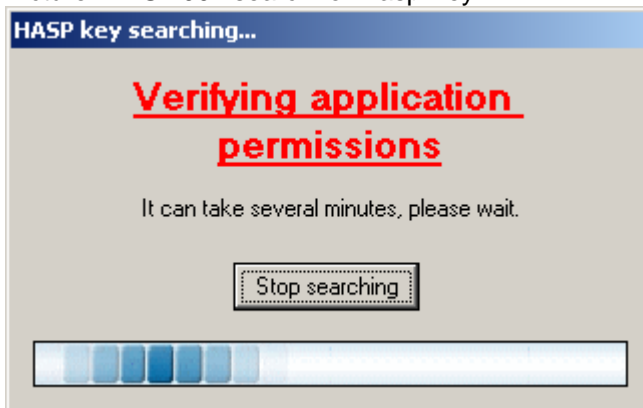 HASP key searching...
Verifying application
permissions
It can take several minutes, please wait.
Stop searching